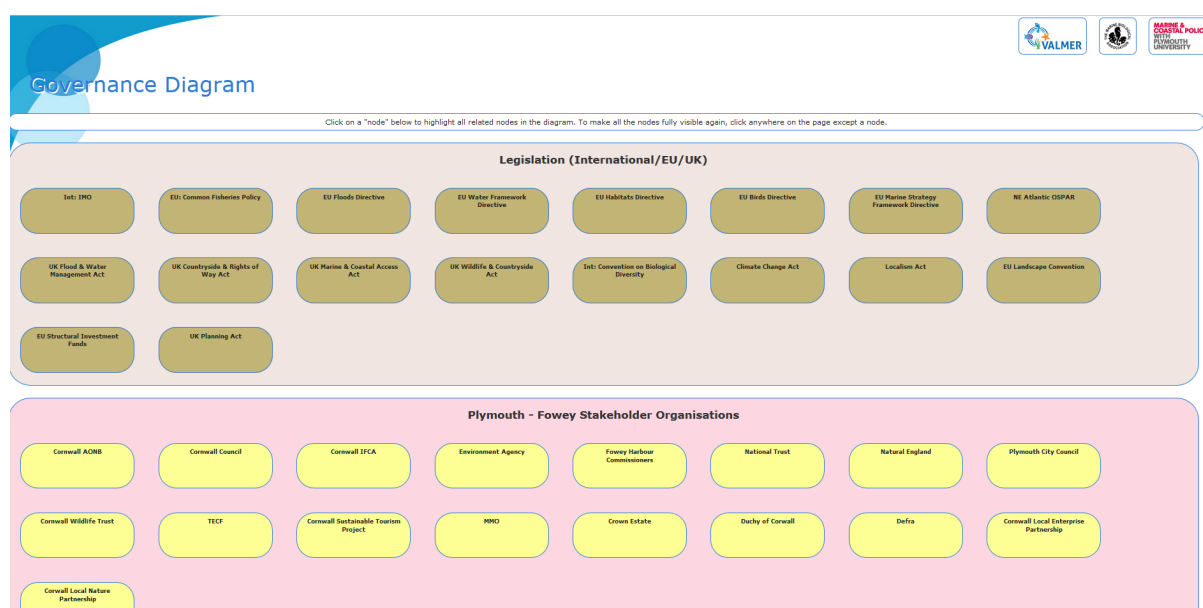 VALMER
THE MARINE BIOLOGICAL ASSOCIATION
MARINE &
COASTAL POLIC
WITH
PLYMOUTH
UNIVERSITY
Governance Diagram
Click on a "node" below to highlight all related nodes in the diagram. To make all the nodes fully visible again, click anywhere on the page except a node.
Legislation (International/EU/UK)
Int: IMO
EU: Common Fisheries Policy
EU Floods Directive
EU Water Framework
Directive
EU Habitats Directive
EU Birds Directive
EU Marine Strategy
Framework Directive
NE Atlantic OSPAR
UK Flood & Water
Management Act
UK Countryside & Rights of
Way Act
UK Marine & Coastal Access
Act
UK Wildlife & Countryside
Act
Int: Convention on Biological
Diversity
Climate Change Act
Localism Act
EU Landscape Convention
EU Structural Investment
Funds
UK Planning Act
Plymouth - Fowey Stakeholder Organisations
Cornwall AONB
Cornwall Council
Cornwall IFCA
Environment Agency
Fowey Harbour
Commissioners
National Trust
Natural England
Plymouth City Council
Cornwall Wildlife Trust
TECF
Cornwall Sustainable Tourism
Project
MMO
Crown Estate
Duchy of Corwall
Defra
Cornwall Local Enterprise
Partnership
Corwall Local Nature
Partnership